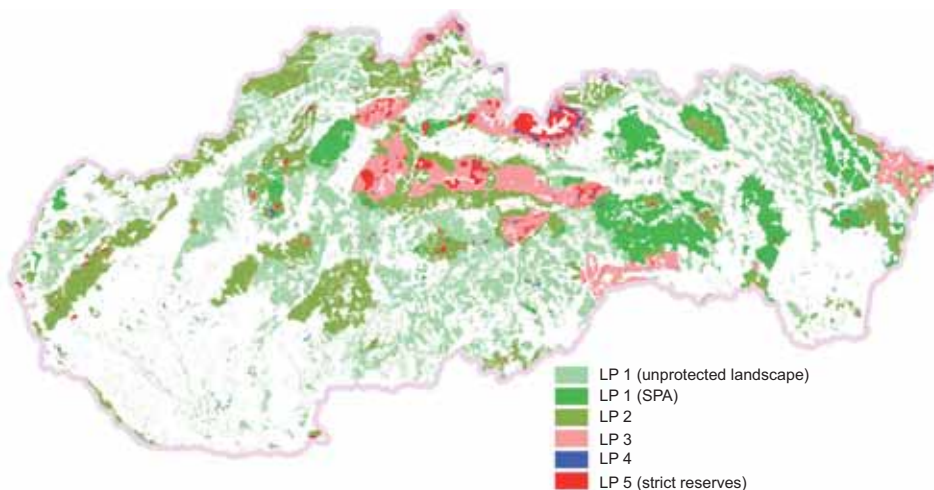 LP 1 (unprotected landscape)
LP 1 (SPA)
LP 2
LP 3
LP 4
LP 5 (strict reserves)